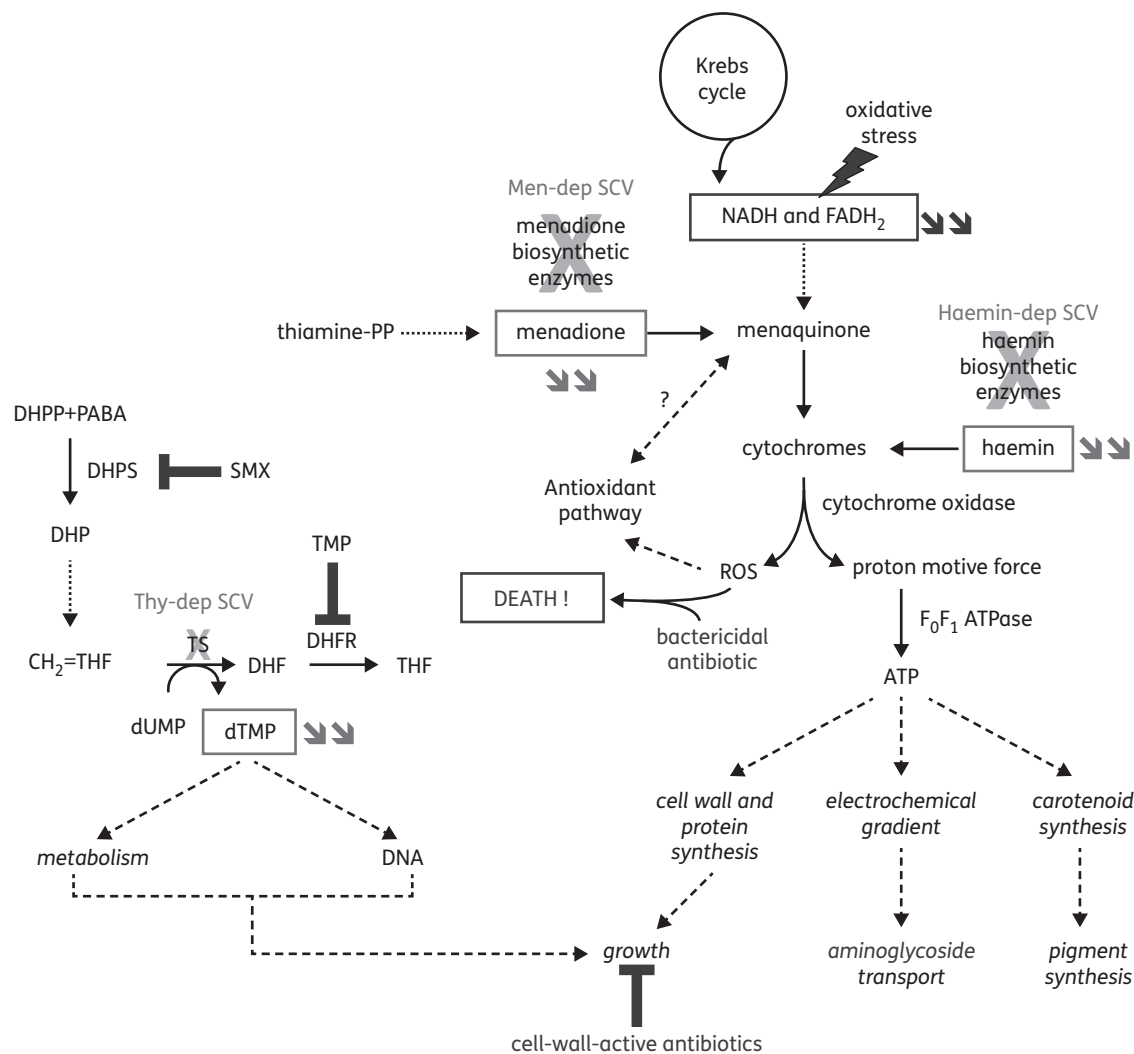 Krebs
cycle
oxidative
stress
Men-dep SCV
menadione
biosynthetic
enzymes
NADH and FADH2
thiamine-PP
menadione
menaquinone
Haemin-dep SCV
haemin
biosynthetic
enzymes
?
DHPP+PABA
DHPS
SMX
cytochromes
haemin
Antioxidant
pathway
cytochrome oxidase
DHP
TMP
ROS
proton motive force
DEATH !
Thy-dep SCV
TS
DHFR
bactericidal
antibiotic
F0F1 ATPase
CH2=THF
DHF
THF
ATP
dUMP
dTMP
cell wall and
protein
synthesis
electrochemical
gradient
carotenoid
synthesis
metabolism
DNA
growth
aminoglycoside
transport
pigment
synthesis
cell-wall-active antibiotics